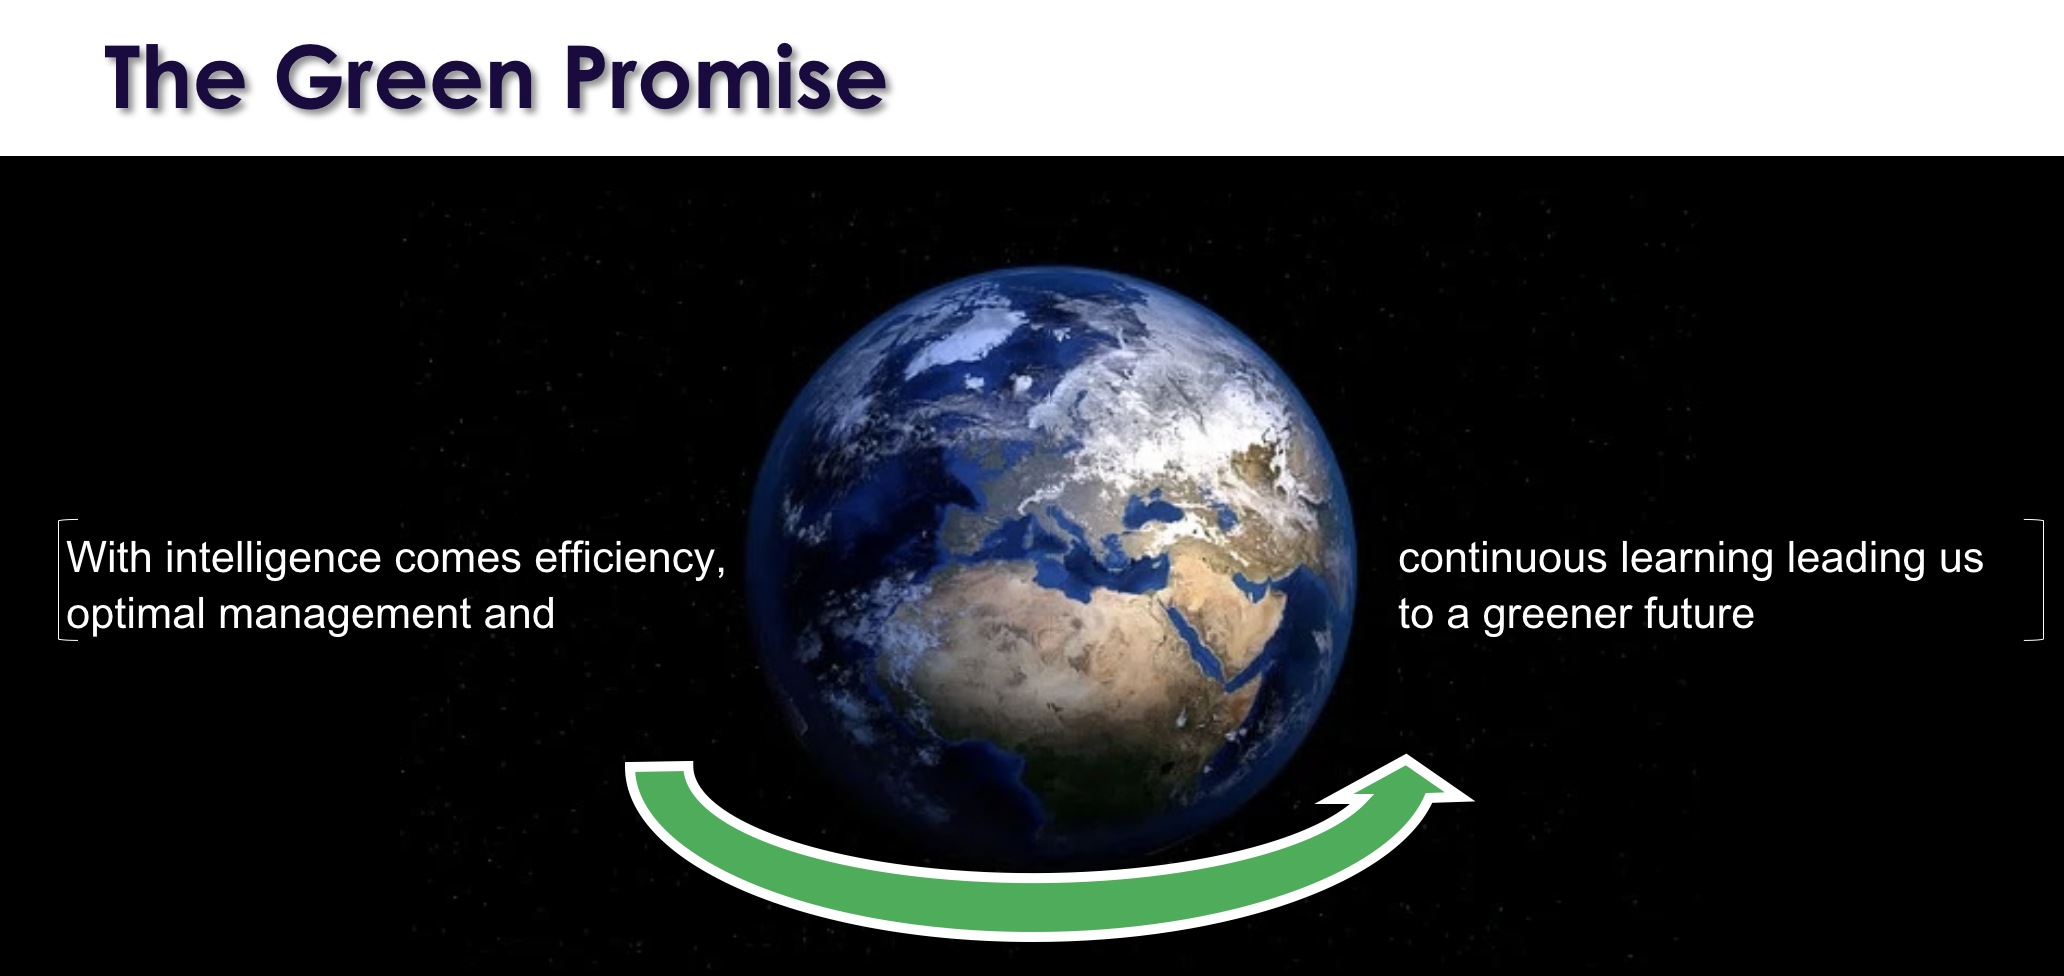 The Green Promise
With intelligence comes efficiency,
optimal management and
continuous learning leading us
to a greener future